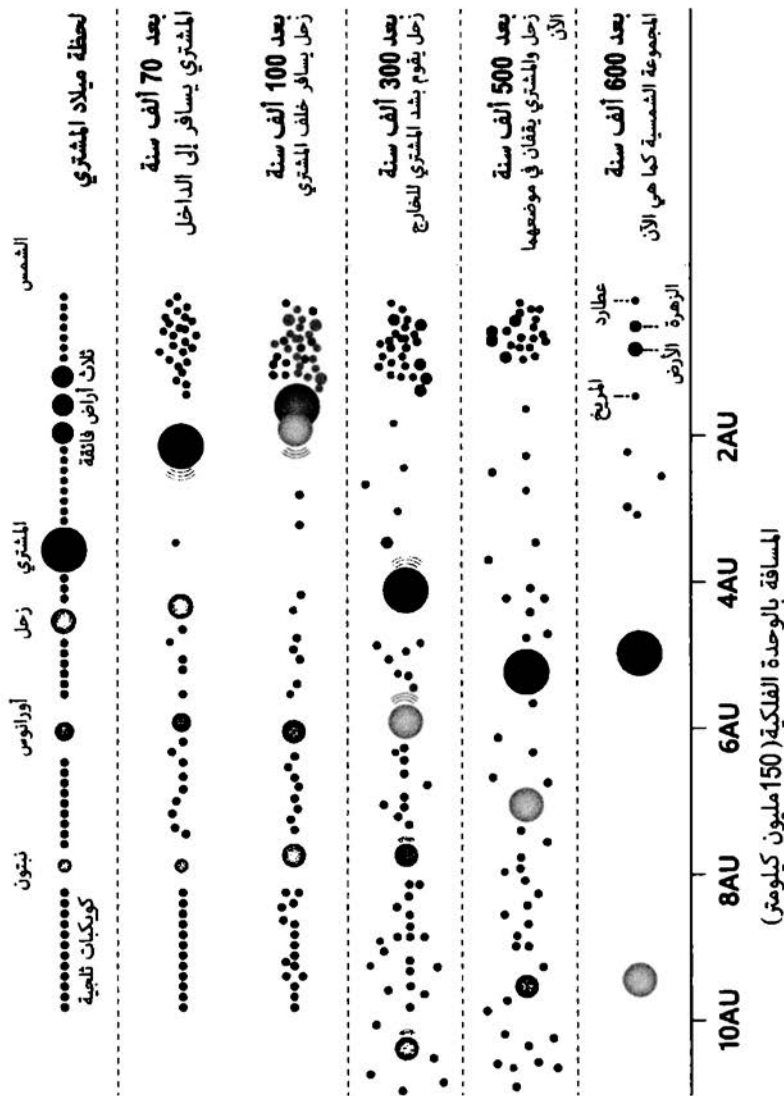 لحظة ميلاد المشتري
الشمس
ثلاث أراض فائقة
المشتري
زحل
أورانوس
نبتون
كويكبات ثلجية
بعد 70 ألف سنة
المشتري يسافر إلى الداخل
بعد 100 ألف سنة
زحل يسافر خلف المشتري
بعد 300 ألف سنة
زحل يقوم بشد المشتري للخارج
بعد 500 ألف سنة
زحل والمشتري يقفان في موضعهما
الآن
بعد 600 ألف سنة
المجموعة الشمسية كما هي الآن
عطارد
الزهرة
الأرض
المريخ
2AU
4AU
6AU
8AU
10AU
المسافة بالوحدة الفلكية (150 مليون كيلومتر)